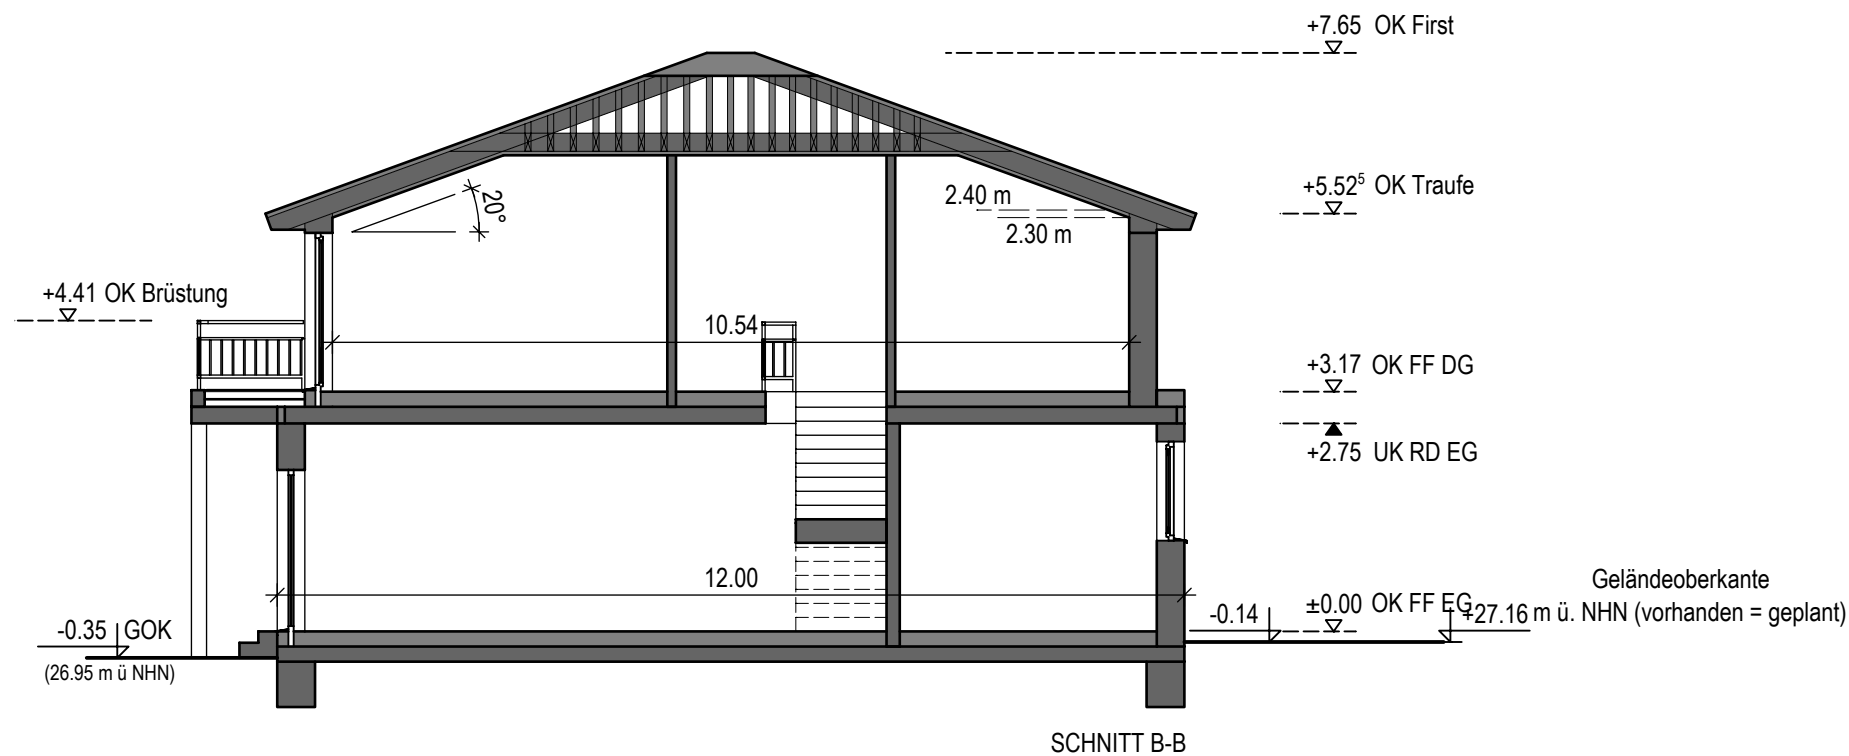 +7.65 OK First
+5.52⁵ OK Traufe
2.40 m
2.30 m
20°
+4.41 OK Brüstung
10.54
+3.17 OK FF DG
+2.75 UK RD EG
12.00
Geländeoberkante
-0.14
±0.00 OK FF EG
+27.16 m ü. NHN (vorhanden = geplant)
-0.35 GOK
(26.95 m ü NHN)
SCHNITT B-B